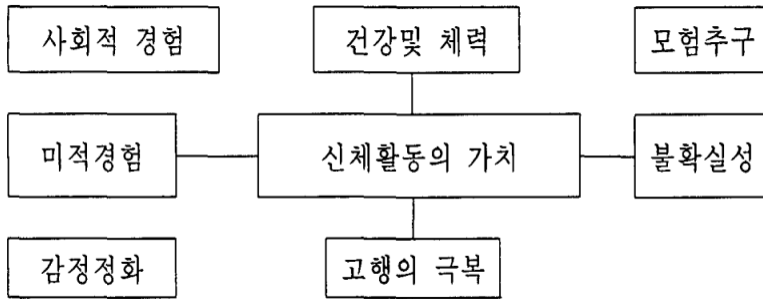 사회적 경험
건강및 체력
모험추구
미적경험
신체활동의 가치
불확실성
감정정화
고행의 극복